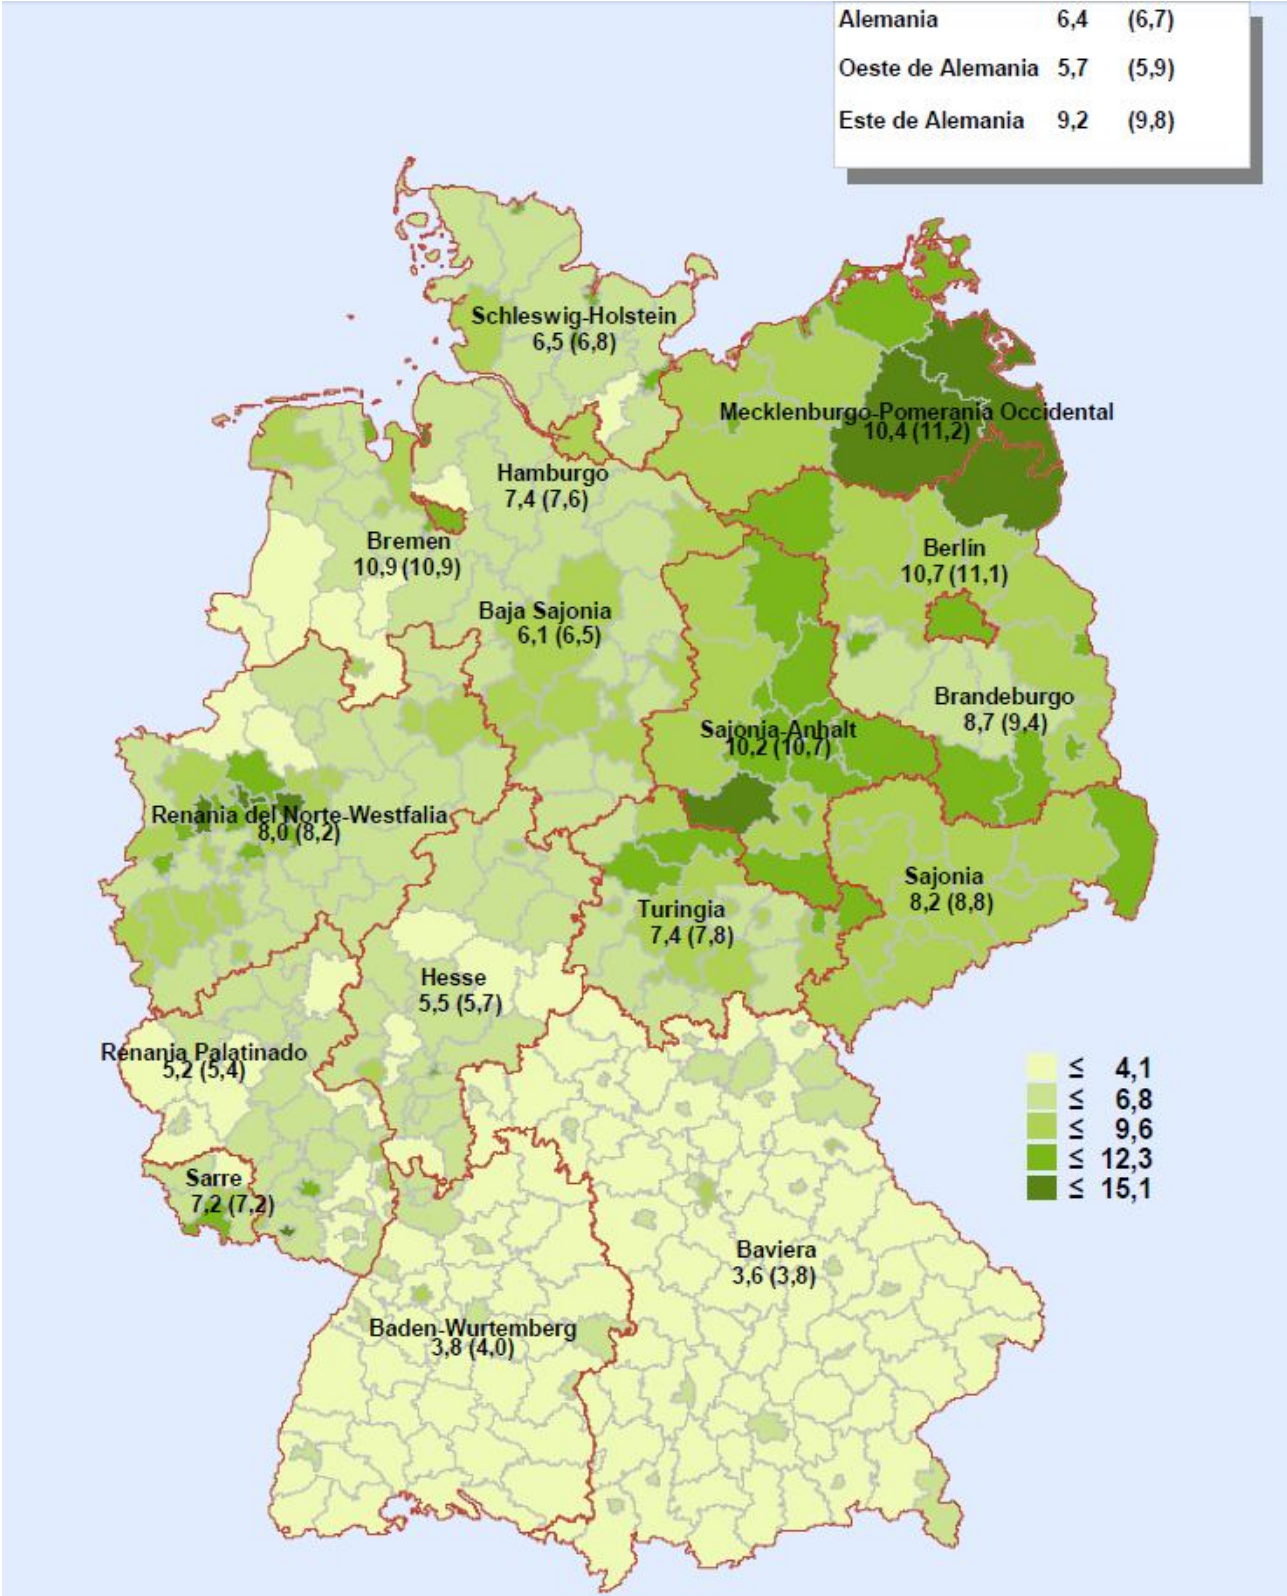 Alemania 6,4 (6,7)
Oeste de Alemania 5,7 (5,9)
Este de Alemania 9,2 (9,8)
Schleswig-Holstein
6,5 (6,8)
Mecklenburgo-Pomerania Occidental
10,4 (11,2)
Hamburgo
7,4 (7,6)
Bremen
10,9 (10,9)
Berlín
10,7 (11,1)
Baja Sajonia
6,1 (6,5)
Brandeburgo
8,7 (9,4)
Sajonia-Anhalt
10,2 (10,7)
Renania del Norte-Westfalia
8,0 (8,2)
Sajonia
8,2 (8,8)
Turingia
7,4 (7,8)
Hesse
5,5 (5,7)
Renania Palatinado
5,2 (5,4)
≤ 4,1
≤ 6,8
≤ 9,6
≤ 12,3
≤ 15,1
Sarre
7,2 (7,2)
Baviera
3,6 (3,8)
Baden-Wurtemberg
3,8 (4,0)